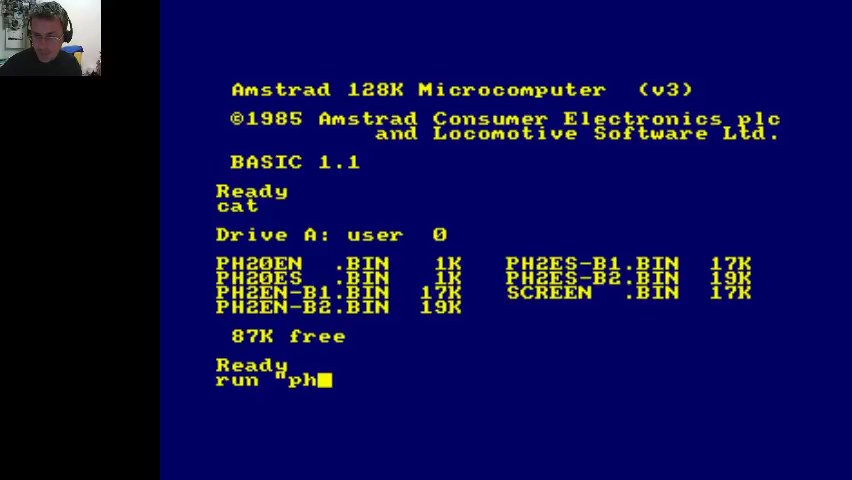 Amstrad 128K Microcomputer (v3)
©1985 Amstrad Consumer Electronics plc
and Locomotive Software Ltd.
BASIC 1.1
Ready
cat
Drive A: user 0
PH20EN .BIN 1K PH2ES-B1.BIN 17K
PH20ES .BIN 1K PH2ES-B2.BIN 19K
PH2EN-B1.BIN 17K SCREEN .BIN 17K
PH2EN-B2.BIN 19K
87K free
Ready
run "ph